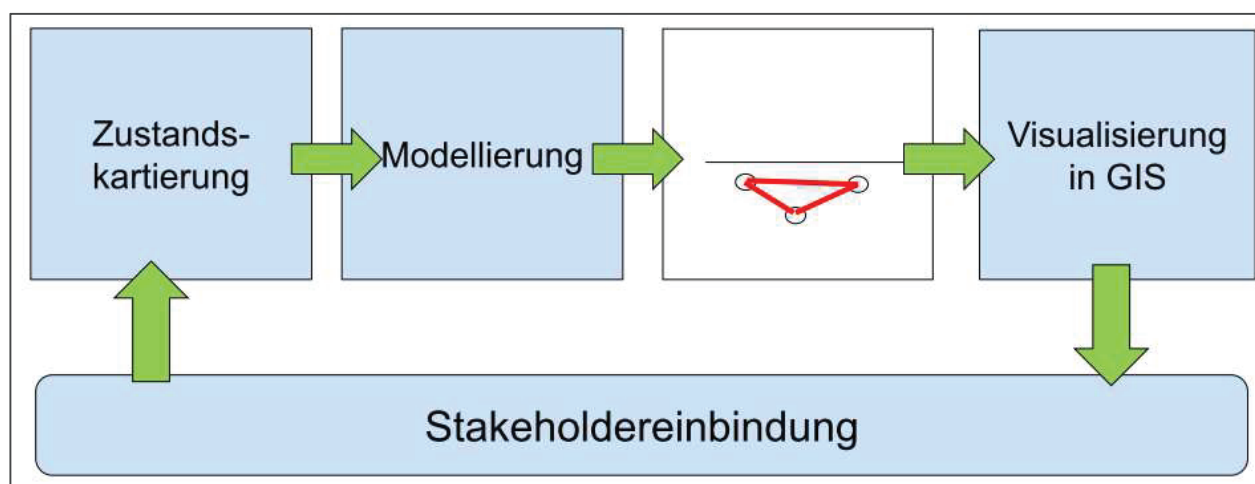 Zustands-
kartierung
Modellierung
Visualisierung
in GIS
Stakeholdereinbindung